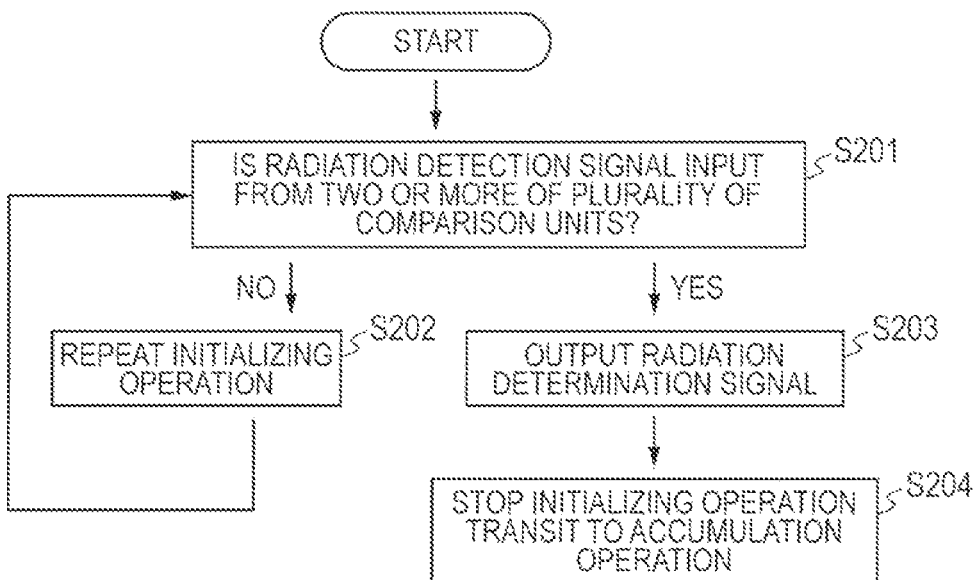 START
IS RADIATION DETECTION SIGNAL INPUT
FROM TWO OR MORE OF PLURALITY OF
COMPARISON UNITS?
S201
NO
YES
REPEAT INITIALIZING
OPERATION
S202
OUTPUT RADIATION
DETERMINATION SIGNAL
S203
STOP INITIALIZING OPERATION
TRANSIT TO ACCUMULATION
OPERATION
S204